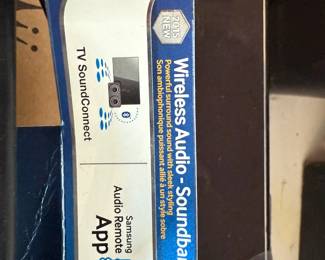 2015
NEW
Wireless Audio - Soundbar
Powerful surround sound with sleek styling
Son ambiophonique puissant allié à un style sobre
TV SoundConnect
Samsung
Audio Remote
App